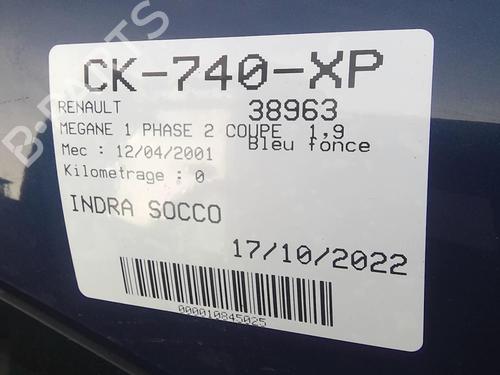 B-PARTS
CK-740-XP
RENAULT 38963
MEGANE 1 PHASE 2 COUPE 1,9
Mec : 12/04/2001 Bleu fonce
Kilometrage : 0
INDRA SOCCO
17/10/2022
000010845025